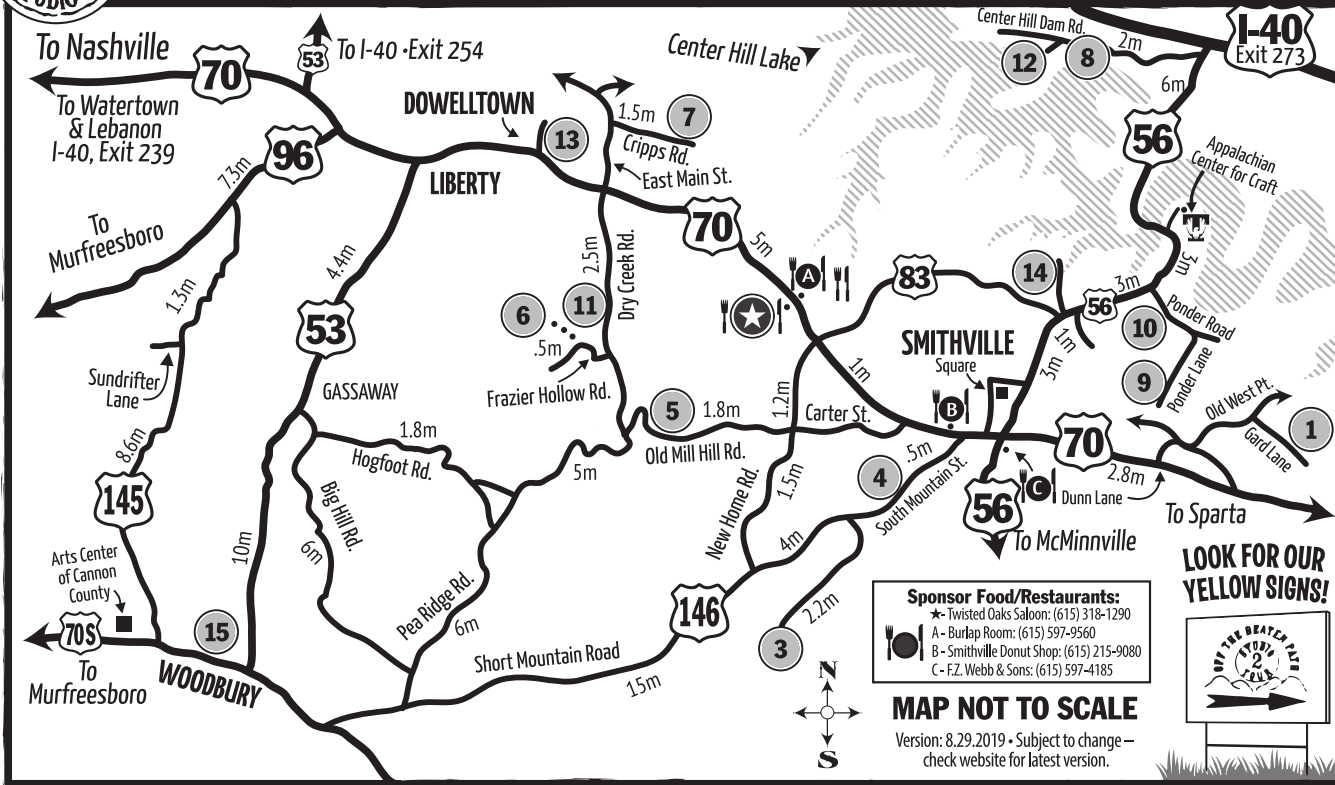 UDIO
To Nashville
70
53
To I-40 •Exit 254
To Watertown
& Lebanon
I-40, Exit 239
96
7.3m
To
Murfreesboro
DOWELLTOWN
13
LIBERTY
1.5m
7
Cripps Rd.
East Main St.
Center Hill Lake
Center Hill Dam Rd.
2m
12
8
I-40
Exit 273
6m
56
Appalachian
Center for Craft
3m
70
5m
A
★
83
14
3m
56
1m
Ponder Road
10
9
Ponder Lane
4.4m
53
2.5m
Dry Creek Rd.
11
6
.5m
Frazier Hollow Rd.
1.3m
Sundrifter
Lane
8.6m
145
GASSAWAY
1.8m
Hogfoot Rd.
Big Hill Rd.
6m
5m
5
1.8m
Old Mill Hill Rd.
1.2m
Carter St.
1m
SMITHVILLE
Square
3m
B
.5m
South Mountain St.
4
70
2.8m
Old West Pt.
Gard Lane
1
C
Dunn Lane
56
To McMinnville
To Sparta
New Home Rd.
1.5m
4m
146
2.2m
3
10m
Pea Ridge Rd.
6m
Arts Center
of Cannon
County
70S
To
Murfreesboro
15
WOODBURY
Short Mountain Road
15m
N
S
Sponsor Food/Restaurants:
★- Twisted Oaks Saloon: (615) 318-1290
A - Burlap Room: (615) 597-9560
B - Smithville Donut Shop: (615) 215-9080
C - F.Z. Webb & Sons: (615) 597-4185
MAP NOT TO SCALE
Version: 8.29.2019 • Subject to change –
check website for latest version.
LOOK FOR OUR
YELLOW SIGNS!
OFF THE BEATEN PATH
STUDIO
2
TOUR